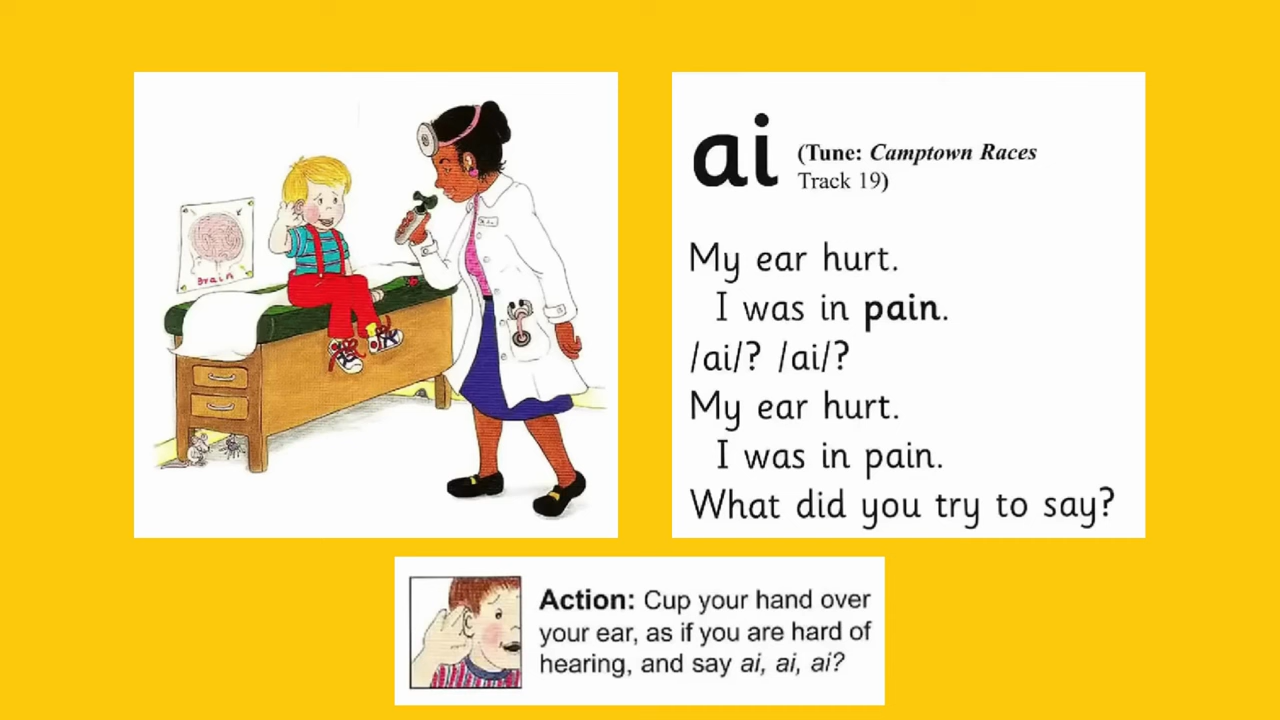 Brain
ai
(Tune: Camptown Races
Track 19)
My ear hurt.
I was in pain.
/ai/? /ai/?
My ear hurt.
I was in pain.
What did you try to say?
Action: Cup your hand over
your ear, as if you are hard of
hearing, and say ai, ai, ai?